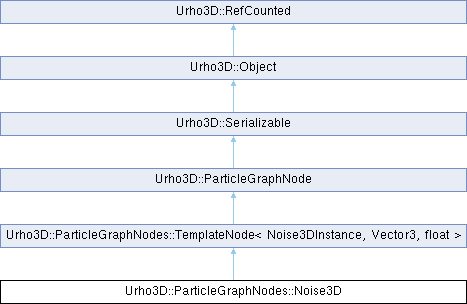 Urho3D::RefCounted
Urho3D::Object
Urho3D::Serializable
Urho3D::ParticleGraphNode
Urho3D::ParticleGraphNodes::TemplateNode< Noise3DInstance, Vector3, float >
Urho3D::ParticleGraphNodes::Noise3D